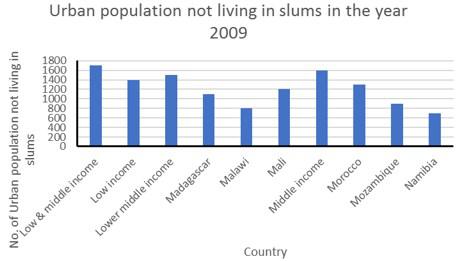 Urban population not living in slums in the year
2009
No. of Urban population not living in
slums
1800
1600
1400
1200
1000
800
600
400
200
0
Low & middle income
Low income
Lower middle income
Madagascar
Malawi
Mali
Middle income
Morocco
Mozambique
Namibia
Country